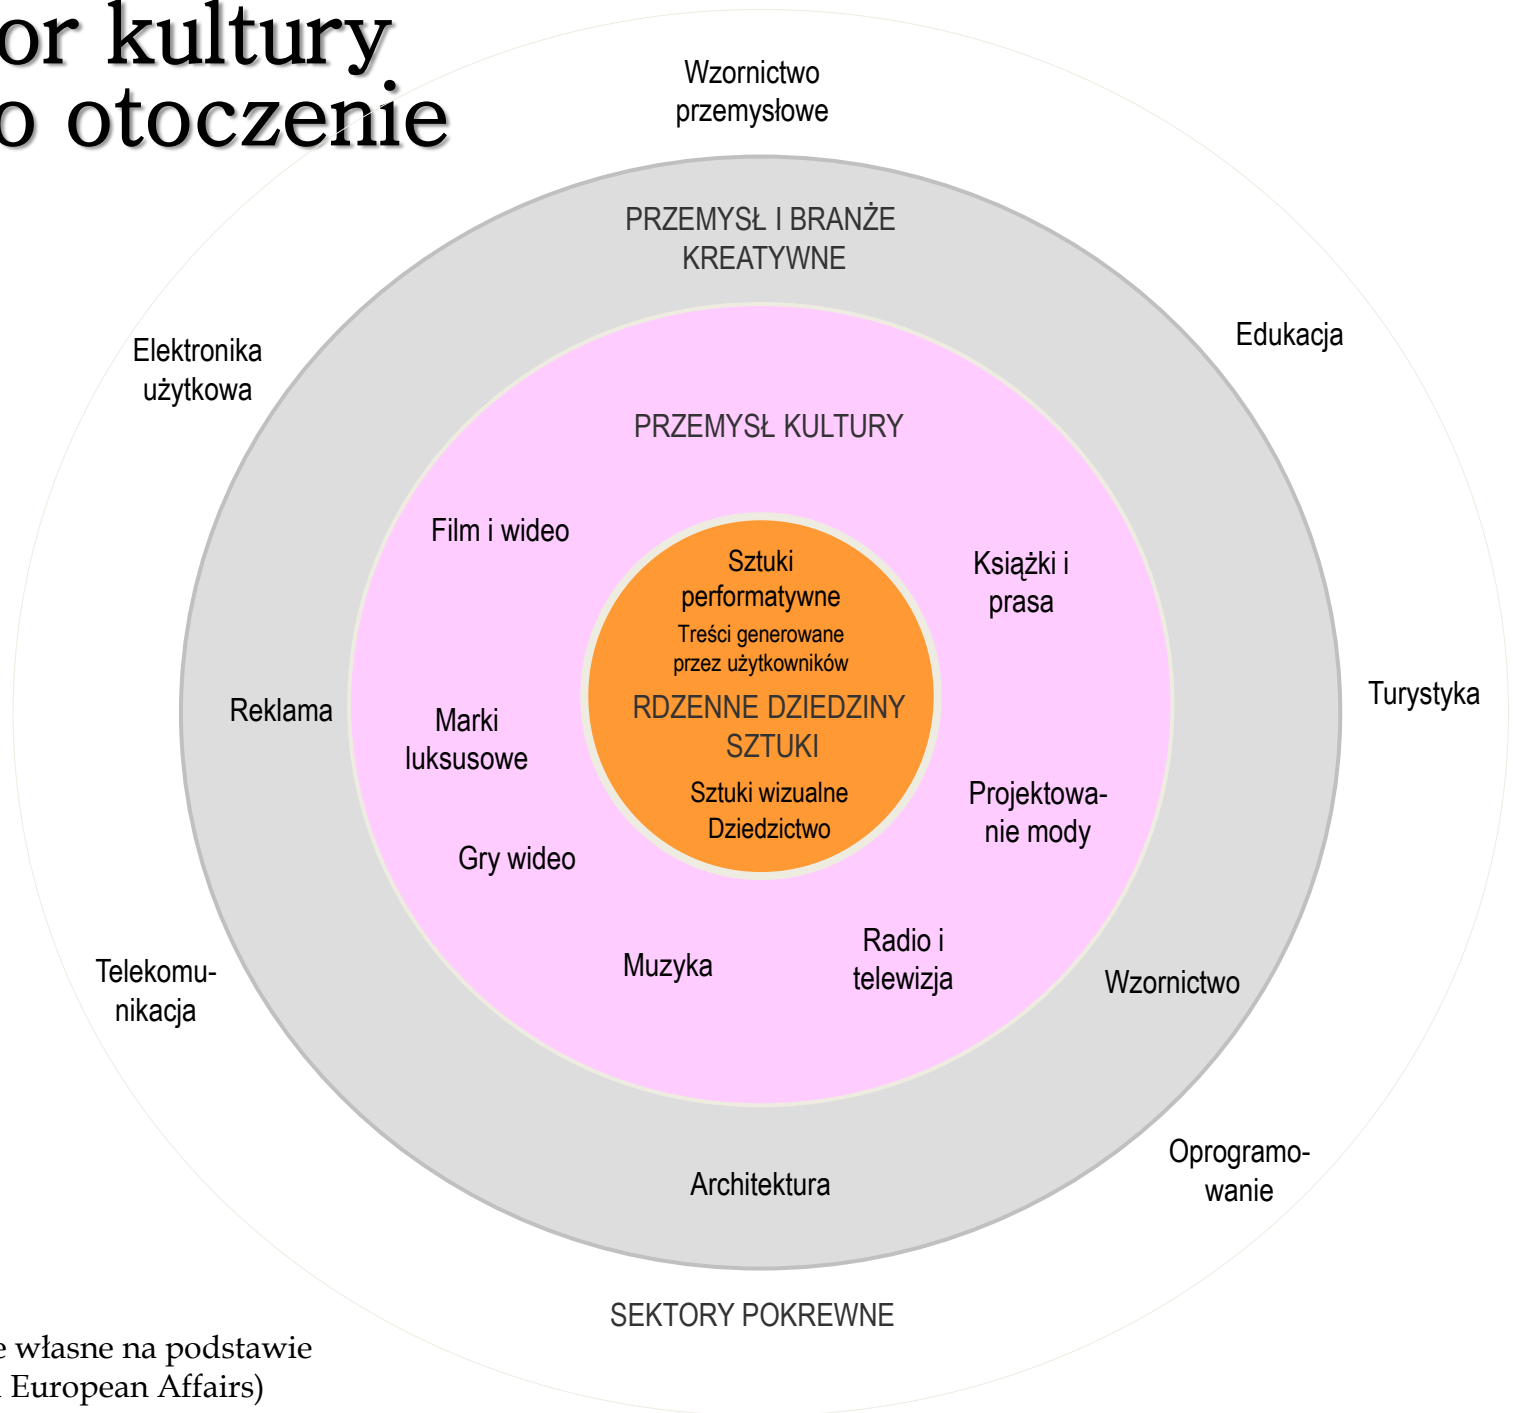 or kultury
o otoczenie
Wzornictwo
przemysłowe
PRZEMYSŁ I BRANŻE
KREATYWNE
Elektronika
użytkowa
Edukacja
PRZEMYSŁ KULTURY
Film i wideo
Książki i
prasa
Sztuki
performatywne
Treści generowane
przez użytkowników
RDZENNE DZIEDZINY
SZTUKI
Sztuki wizualne
Dziedzictwo
Reklama
Marki
luksusowe
Turystyka
Projektowa-
nie mody
Gry wideo
Muzyka
Radio i
telewizja
Wzornictwo
Telekomu-
nikacja
Architektura
Oprogramo-
wanie
SEKTORY POKREWNE
e własne na podstawie
European Affairs)